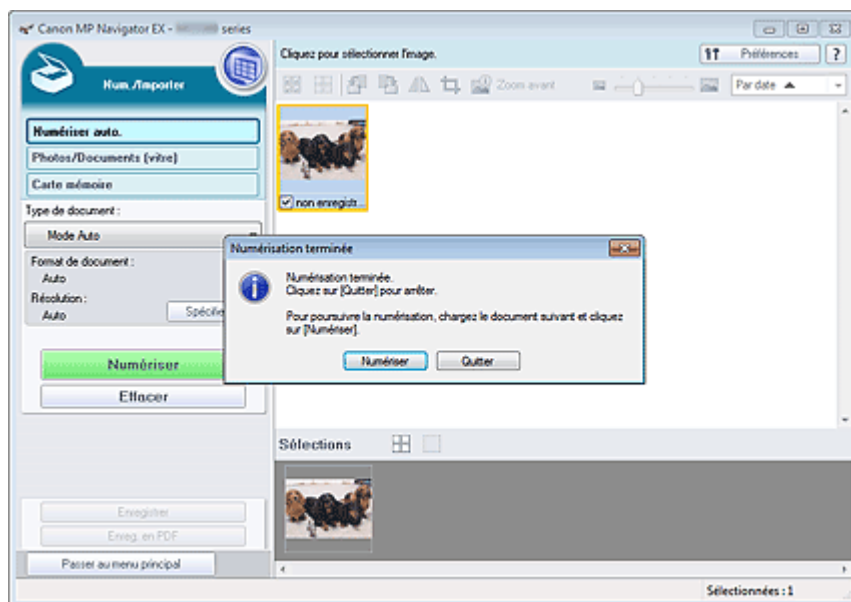 Canon MP Navigator EX - series
Num./Importer
Cliquez pour sélectionner l'image.
Préférences
?
Zoom avant
Par date
Numériser auto.
Photos/Documents (vitre)
Carte mémoire
Type de document :
Mode Auto
Format de document :
Auto
Résolution :
Auto
Spécifie
non enregistr...
Numérisation terminée
Numérisation terminée.
Cliquez sur [Quitter] pour arrêter.
Pour poursuivre la numérisation, chargez le document suivant et cliquez
sur [Numériser].
Numériser
Quitter
Numériser
Effacer
Sélections
Enregistrer
Enreg. en PDF
Passer au menu principal
Sélectionnées : 1